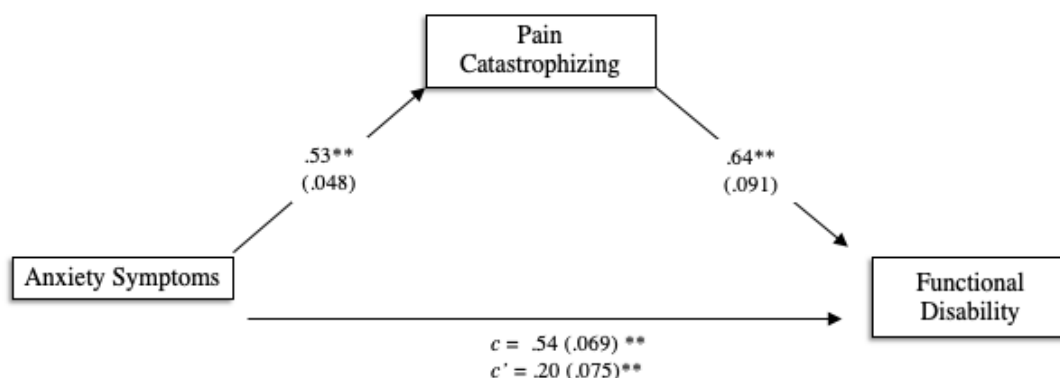 Pain
Catastrophizing
.53**
(.048)
.64**
(.091)
Anxiety Symptoms
Functional
Disability
c = .54 (.069) **
c’ = .20 (.075)**